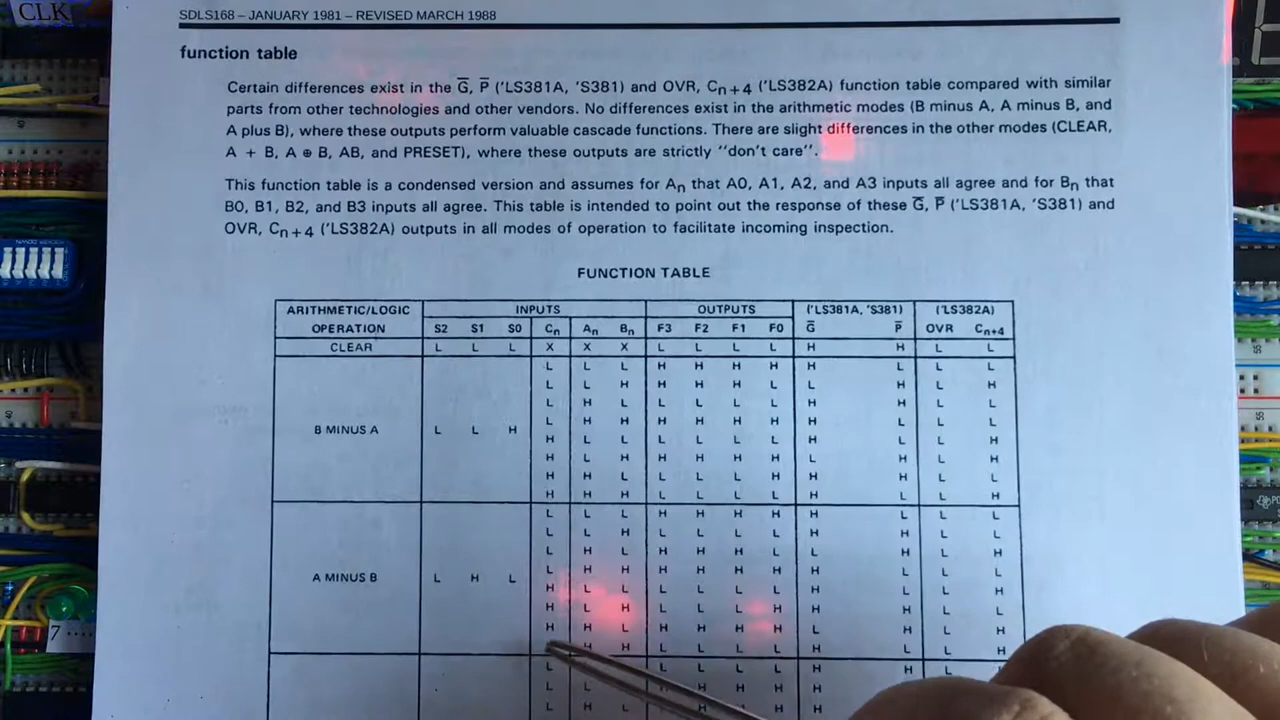 CLK
SDLS168 – JANUARY 1981 – REVISED MARCH 1988
function table
Certain differences exist in the G̅, P̅ ('LS381A, 'S381) and OVR, Cn+4 ('LS382A) function table compared with similar
parts from other technologies and other vendors. No differences exist in the arithmetic modes (B minus A, A minus B, and
A plus B), where these outputs perform valuable cascade functions. There are slight differences in the other modes (CLEAR,
A + B, A ⊕ B, AB, and PRESET), where these outputs are strictly ''don't care''.
This function table is a condensed version and assumes for An that A0, A1, A2, and A3 inputs all agree and for Bn that
B0, B1, B2, and B3 inputs all agree. This table is intended to point out the response of these G̅, P̅ ('LS381A, 'S381) and
OVR, Cn+4 ('LS382A) outputs in all modes of operation to facilitate incoming inspection.
FUNCTION TABLE
ARITHMETIC/LOGIC INPUTS OUTPUTS ('LS381A, 'S381) ('LS382A)
OPERATION S2 S1 S0 Cn An Bn F3 F2 F1 F0 G̅ P̅ OVR Cn+4
CLEAR L L L X X X L L L L H H L L
L L L H H H H H L L L
L L H H H H L L H L H
L H L L L L L H H L L
L H H H H H H H L L L
B MINUS A L L H
H L L L L L L H L L H
H L H H H H H L H L H
H H L L L L H H H L L
H H H L L L L H L L H
L L L H H H H H L L L
L L H L L L L H H L L
L H L H H H L L H L H
L H H H H H H H L L L
A MINUS B L H L
H L L L L L L H L L H
H L H L L L H H H L L
H H L H H H H L H L H
H H L L L L H L L H
L L L L L H H L
L L H H H H
L H L H H H H
7